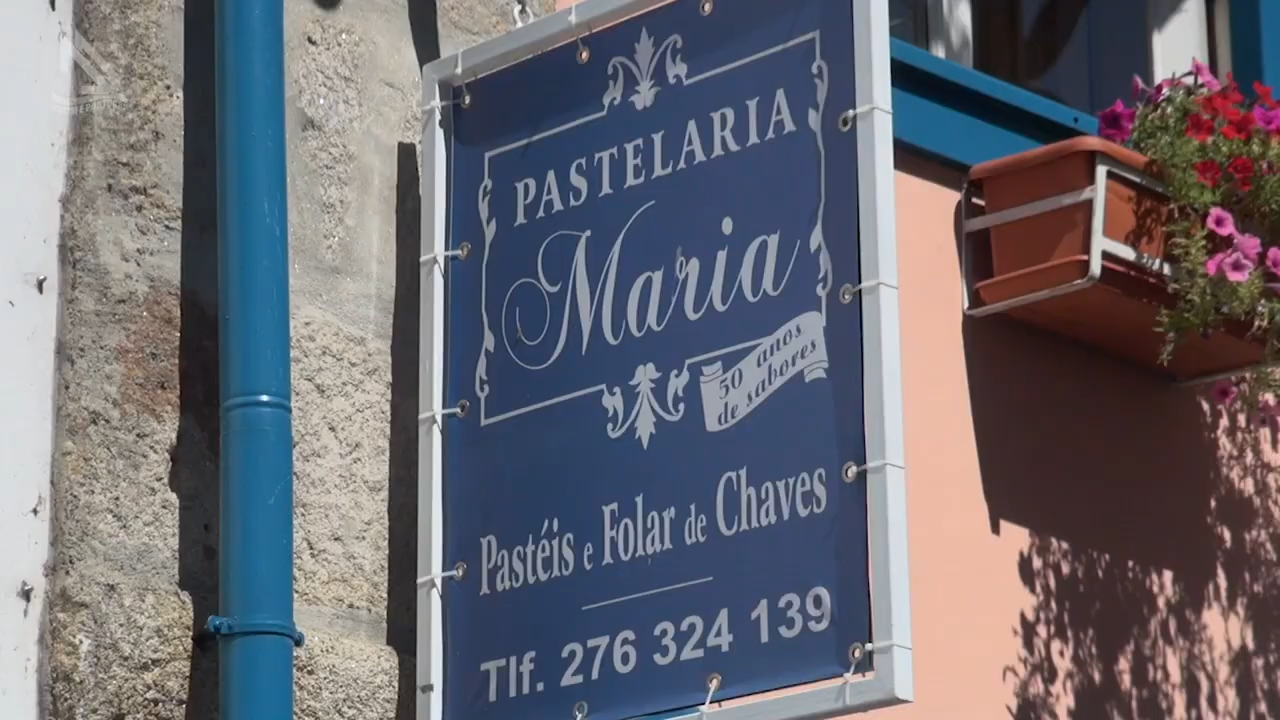 PASTELARIA
Maria
50 anos
de sabores
Pastéis e Folar de Chaves
Tlf. 276 324 139